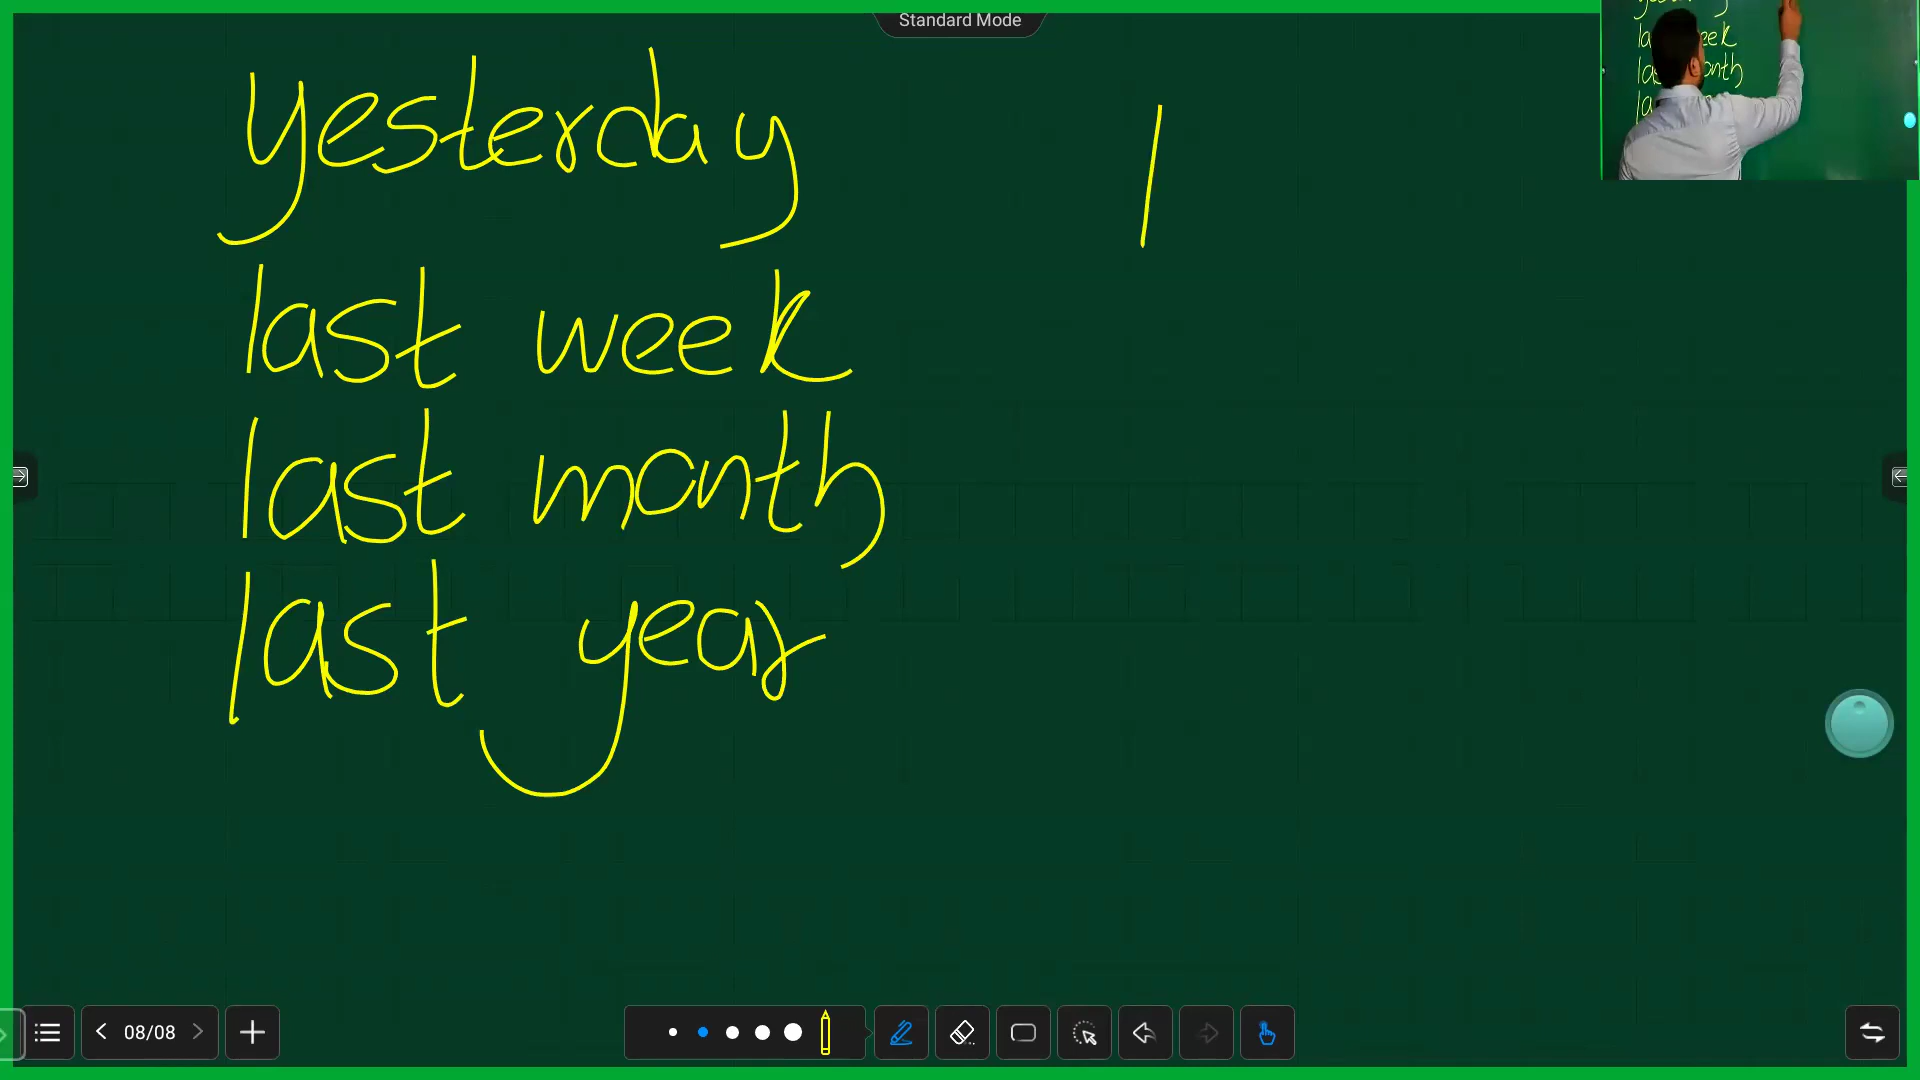 Standard Mode
yesterday
last week
last month
last year
08/08